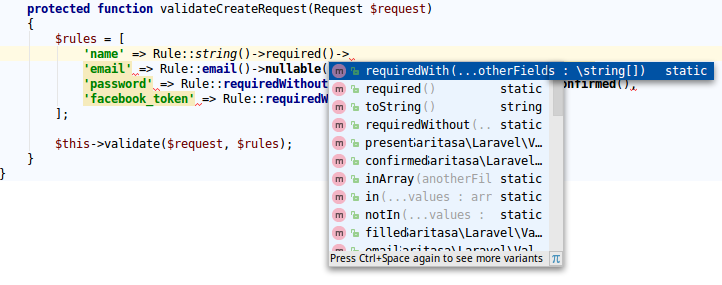 protected function validateCreateRequest(Request $request)
{
$rules = [
'name' => Rule::string()->required()->
'email' => Rule::email()->nullable(
'password' => Rule::requiredWithout
'facebook_token' => Rule::requiredW
];
$this->validate($request, $rules);
}
}
requiredWith(...otherFields : \string[]) static
required() static
toString() string
requiredWithout(.. static
present aritasa\Laravel\V…
confirmed aritasa\Laravel\V…
inArray(anotherFil static
in(...values : arr static
notIn(...values : static
filled aritasa\Laravel\Va…
email aritasa\Laravel\Val
Press Ctrl+Space again to see more variants π